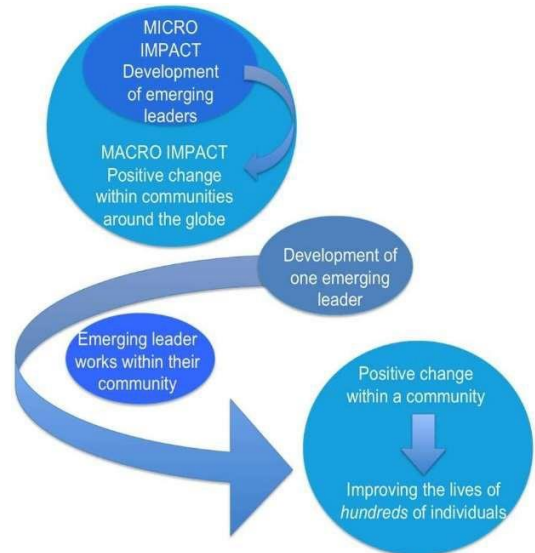 MICRO
IMPACT
Development
of emerging
leaders
MACRO IMPACT
Positive change
within communities
around the globe
Development of
one emerging
leader
Emerging leader
works within their
community
Positive change
within a community
Improving the lives of
hundreds of individuals